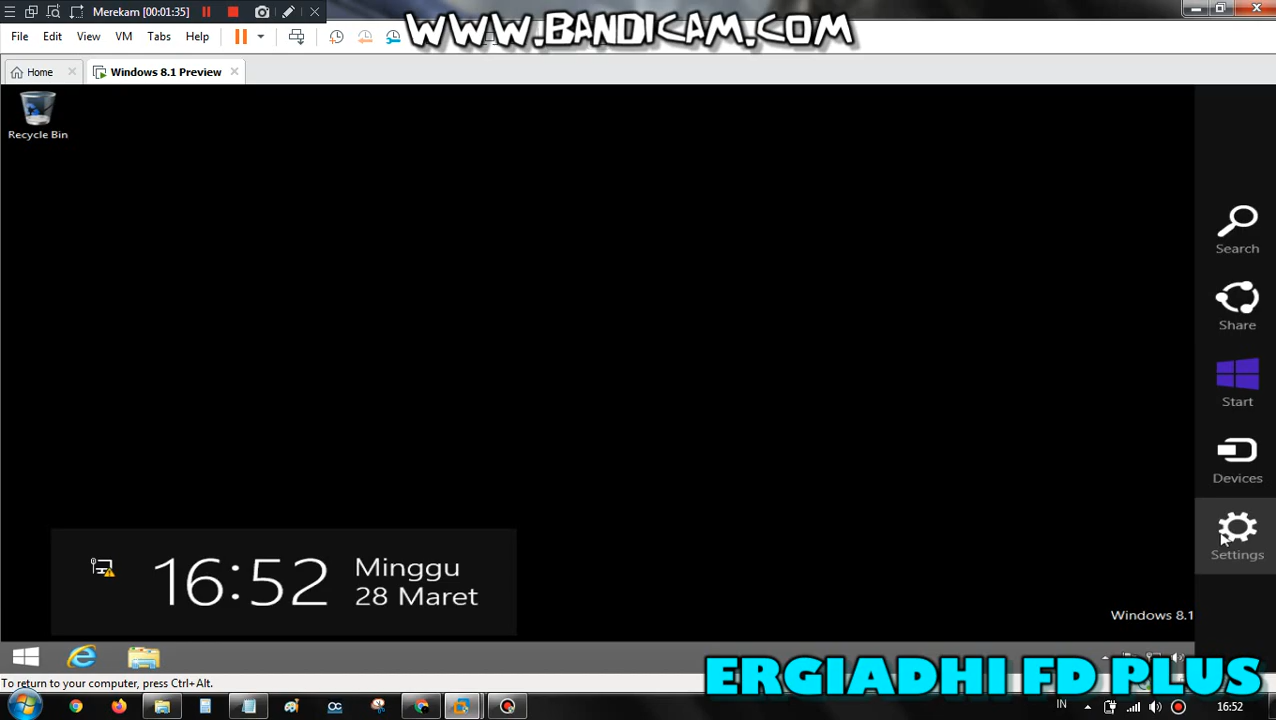 Merekam [00:01:35]
WWW.BANDICAM.COM
File Edit View VM Tabs Help
Home Windows 8.1 Preview
Recycle Bin
Search
Share
Start
Devices
Settings
16:52 Minggu
28 Maret
Windows 8.1
ERGIADHI FD PLUS
To return to your computer, press Ctrl+Alt.
IN 16:52